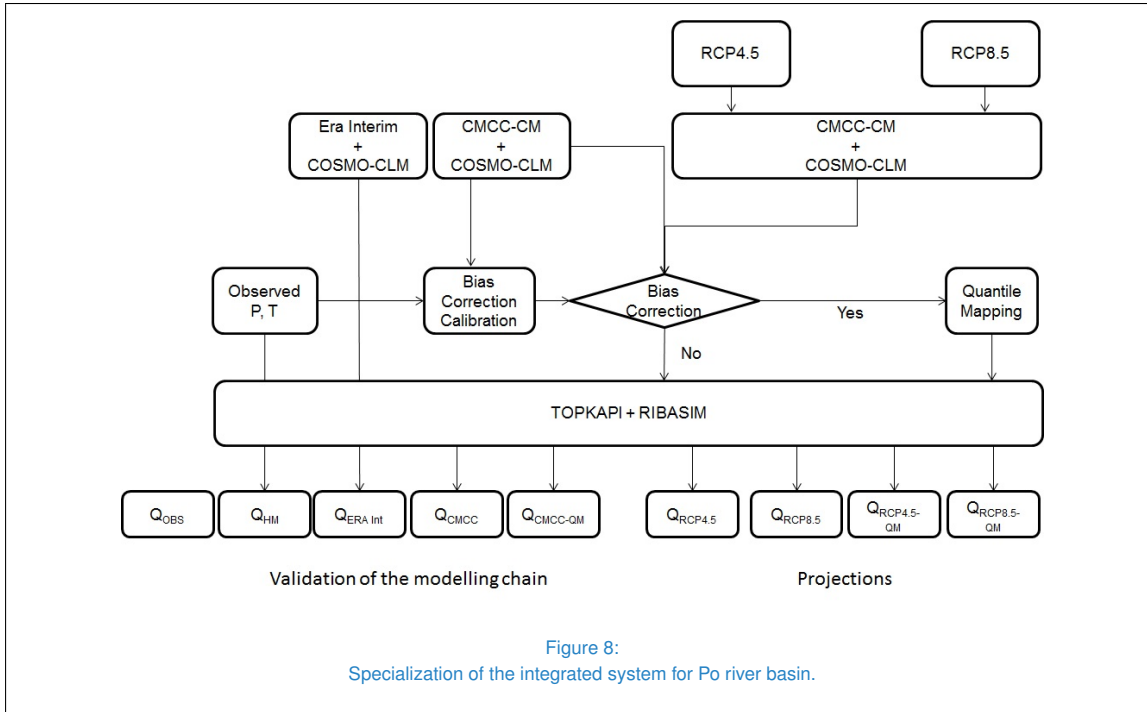 RCP4.5
RCP8.5
Era Interim
+
COSMO-CLM
CMCC-CM
+
COSMO-CLM
CMCC-CM
+
COSMO-CLM
Observed
P, T
Bias
Correction
Calibration
Bias
Correction
Yes
Quantile
Mapping
No
TOPKAPI + RIBASIM
QOBS
QHM
QERA Int
QCMCC
QCMCC-QM
QRCP4.5
QRCP8.5
QRCP4.5-
QM
QRCP8.5-
QM
Validation of the modelling chain
Projections
Figure 8:
Specialization of the integrated system for Po river basin.